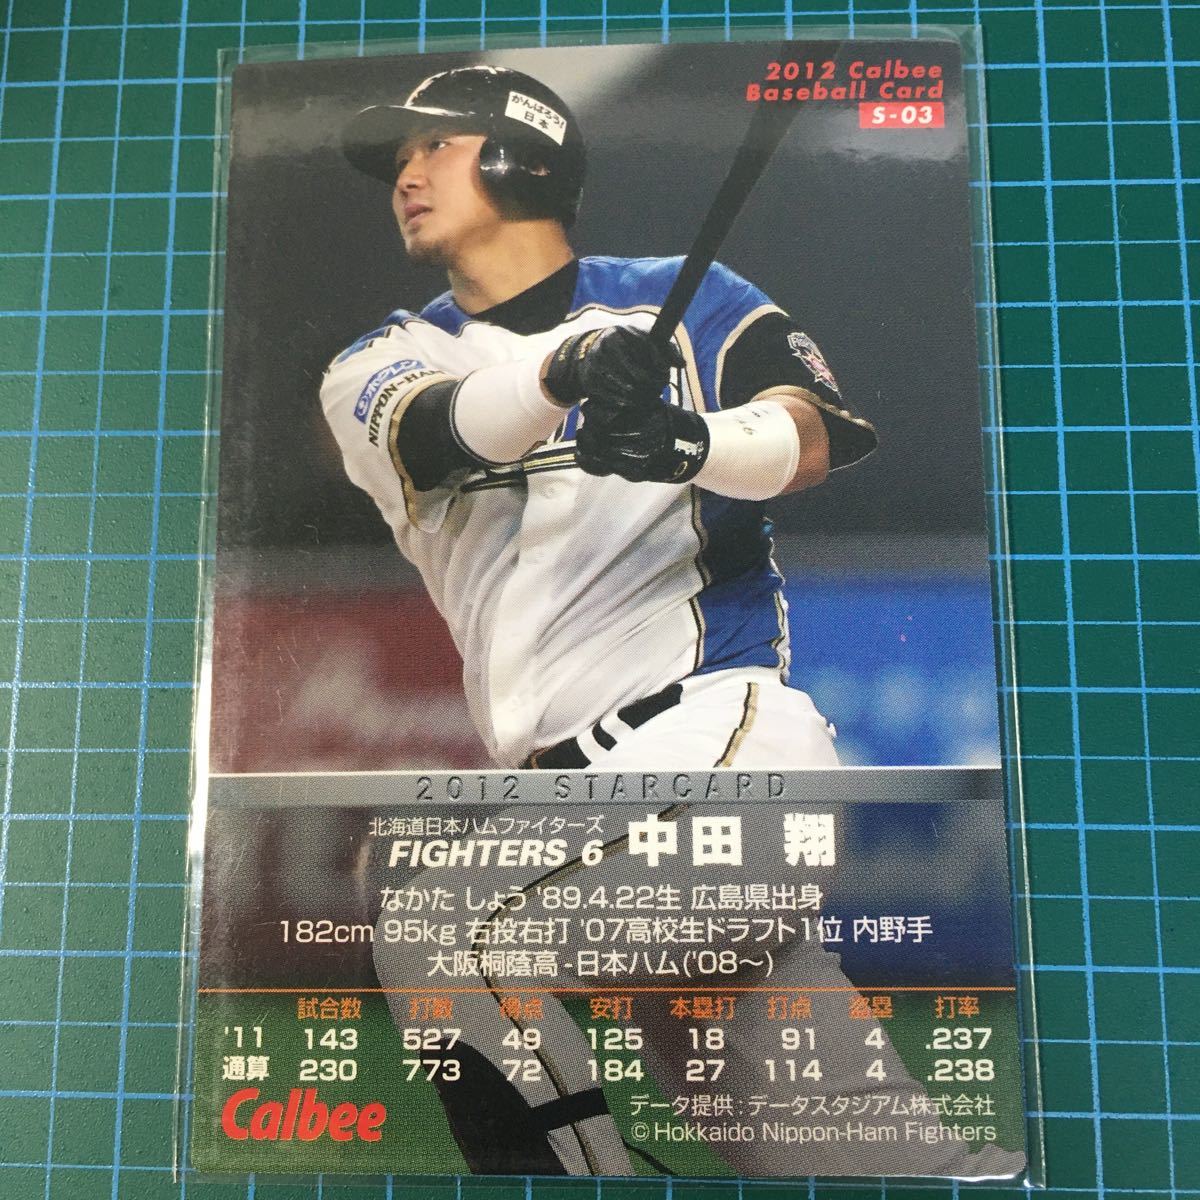 2012 Calbee
Baseball Card
S-03
がんばろう!
日本
ホクレン
NIPPON-HAM
2012 STARCARD
北海道日本ハムファイターズ
FIGHTERS 6 中田 翔
なかた しょう '89.4.22生 広島県出身
182cm 95kg 右投右打 '07高校生ドラフト1位 内野手
大阪桐蔭高-日本ハム('08〜)
試合数 打数 得点 安打 本塁打 打点 盗塁 打率
'11 143 527 49 125 18 91 4 .237
通算 230 773 72 184 27 114 4 .238
Calbee
データ提供:データスタジアム株式会社
©Hokkaido Nippon-Ham Fighters